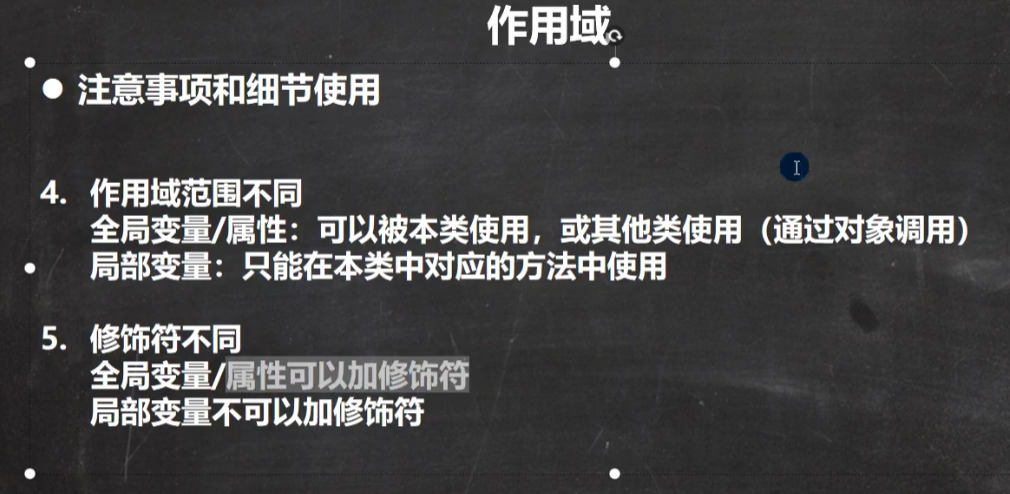 作用域
● 注意事项和细节使用
4. 作用域范围不同
全局变量/属性：可以被本类使用，或其他类使用（通过对象调用）
局部变量：只能在本类中对应的方法中使用
5. 修饰符不同
全局变量/属性可以加修饰符
局部变量不可以加修饰符